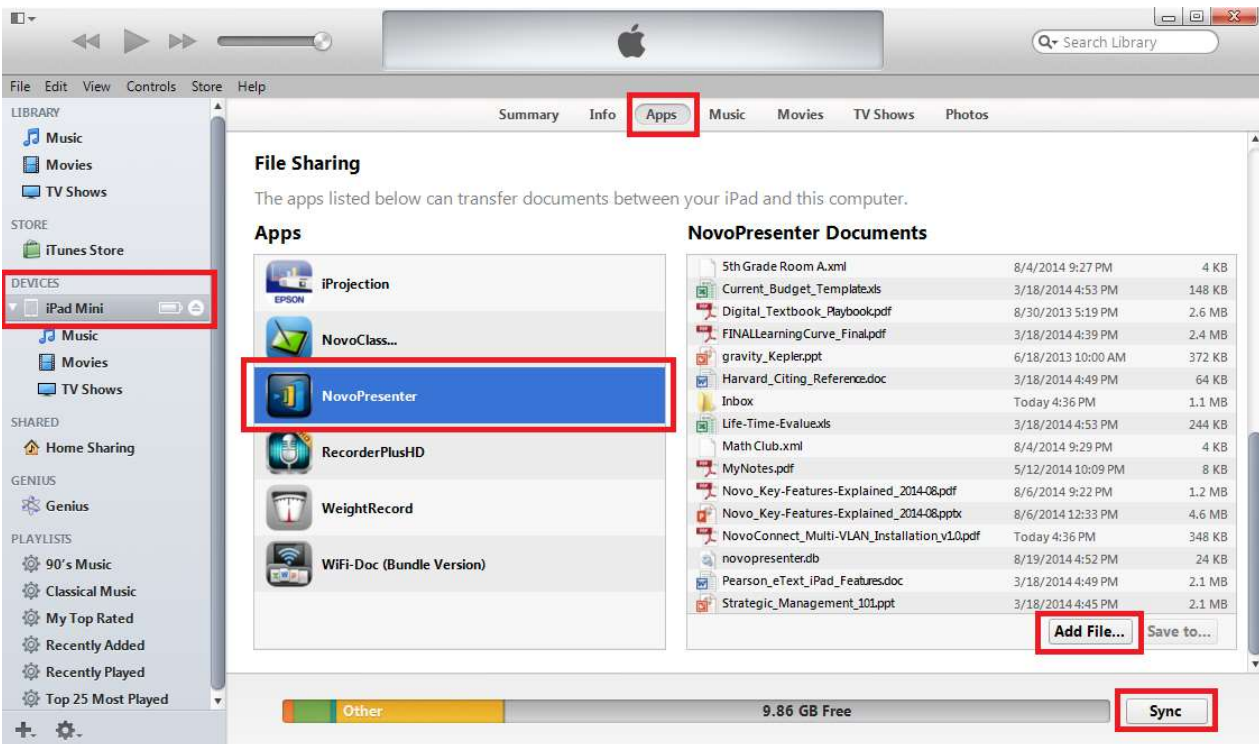 Search Library
File Edit View Controls Store Help
LIBRARY
Music
Movies
TV Shows
STORE
iTunes Store
DEVICES
iPad Mini
Music
Movies
TV Shows
SHARED
Home Sharing
GENIUS
Genius
PLAYLISTS
90's Music
Classical Music
My Top Rated
Recently Added
Recently Played
Top 25 Most Played
Summary Info Apps Music Movies TV Shows Photos
File Sharing
The apps listed below can transfer documents between your iPad and this computer.
Apps
EPSON
iProjection
NovoClass...
NovoPresenter
RecorderPlusHD
WeightRecord
WiFi-Doc (Bundle Version)
NovoPresenter Documents
5th Grade Room A.xml 8/4/2014 9:27 PM 4 KB
Current_Budget_Template.xls 3/18/2014 4:53 PM 148 KB
Digital_Textbook_Playbook.pdf 8/30/2013 5:19 PM 2.6 MB
FINALLearningCurve_Final.pdf 3/18/2014 4:39 PM 2.4 MB
gravity_Kepler.ppt 6/18/2013 10:00 AM 372 KB
Harvard_Citing_Reference.doc 3/18/2014 4:49 PM 64 KB
Inbox Today 4:36 PM 1.1 MB
Life-Time-Evalue.xls 3/18/2014 4:53 PM 244 KB
Math Club.xml 8/4/2014 9:29 PM 4 KB
MyNotes.pdf 5/12/2014 10:09 PM 8 KB
Novo_Key-Features-Explained_2014-08.pdf 8/6/2014 9:22 PM 1.2 MB
Novo_Key-Features-Explained_2014-08.pptx 8/6/2014 12:33 PM 4.6 MB
NovoConnect_Multi-VLAN_Installation_v1.0.pdf Today 4:36 PM 348 KB
novopresenter.db 8/19/2014 4:52 PM 24 KB
Pearson_eText_iPad_Features.doc 3/18/2014 4:49 PM 2.1 MB
Strategic_Management_101.ppt 3/18/2014 4:45 PM 2.1 MB
Add File... Save to...
Other 9.86 GB Free Sync